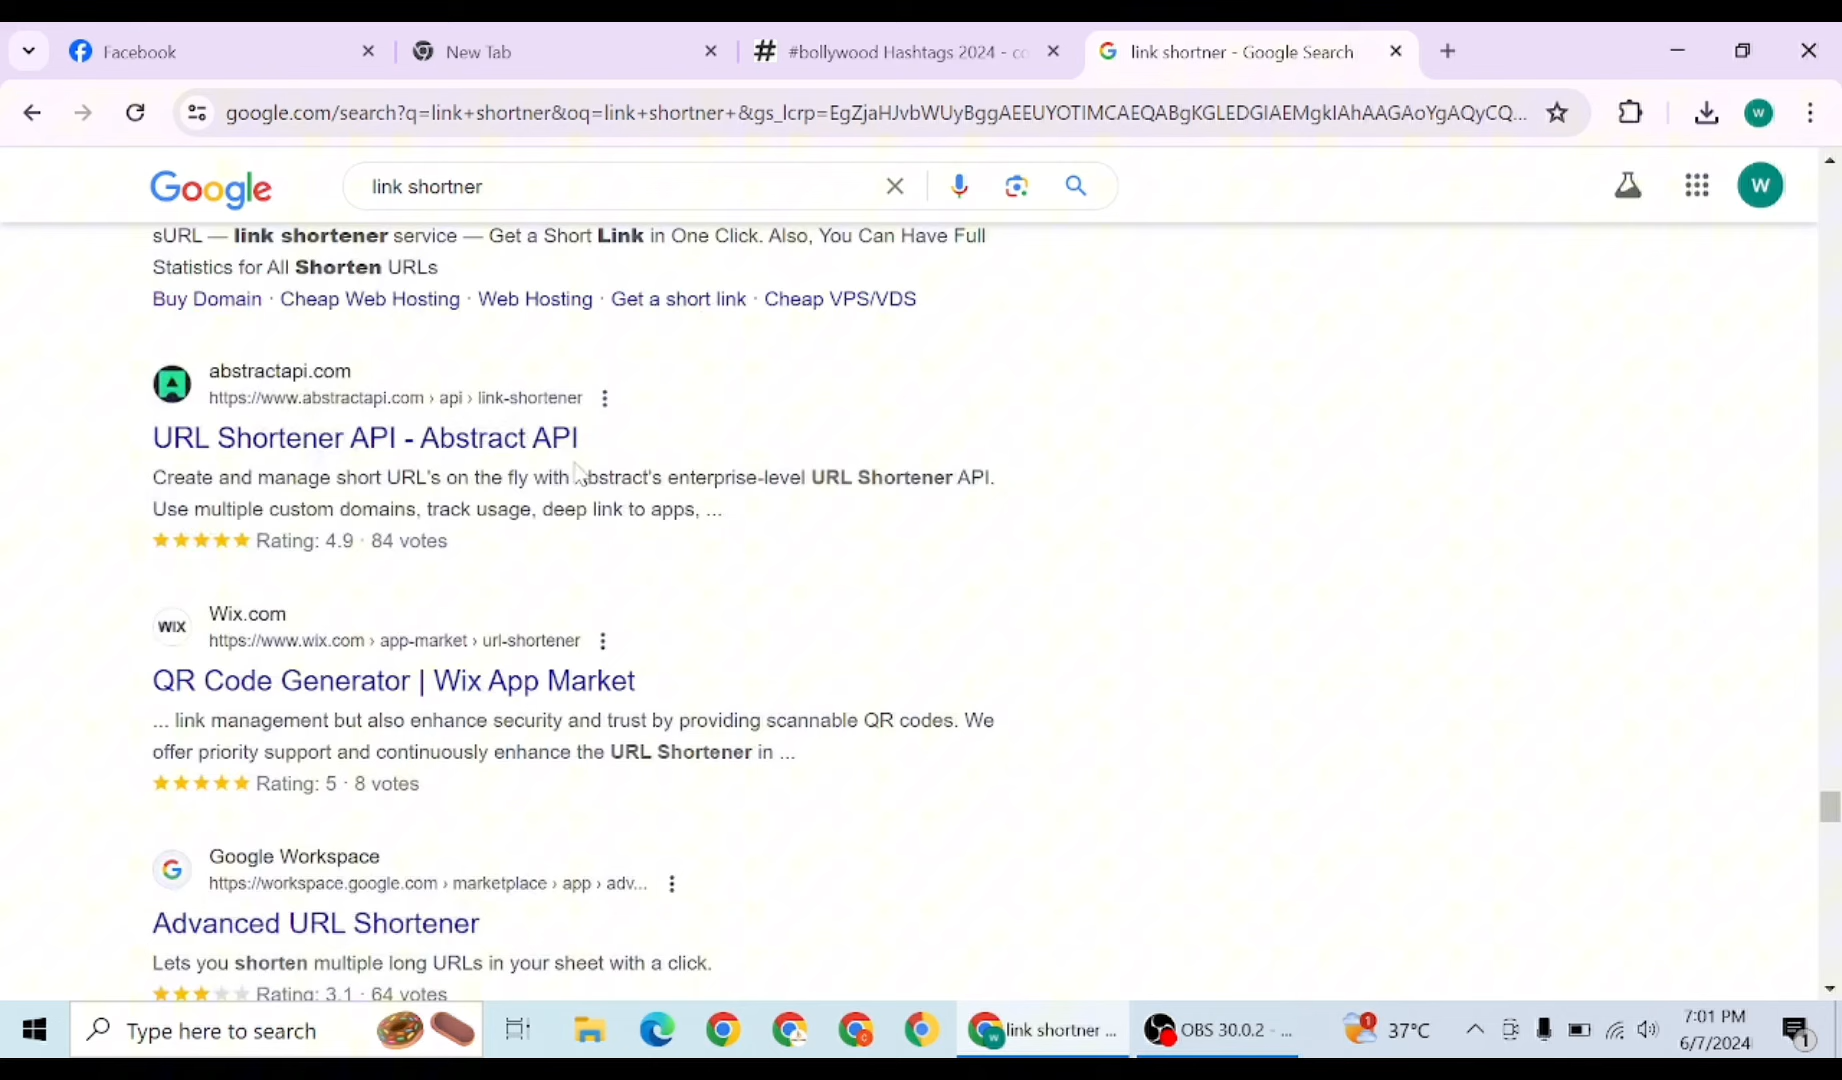 Facebook
New Tab
#bollywood Hashtags 2024 - co
link shortner - Google Search
google.com/search?q=link+shortner&oq=link+shortner+&gs_lcrp=EgZjaHJvbWUyBggAEEUYOTIMCAEQABgKGLEDGIAEMgkIAhAAGAoYgAQyCQ...
W
Google
link shortner
W
sURL — link shortener service — Get a Short Link in One Click. Also, You Can Have Full
Statistics for All Shorten URLs
Buy Domain · Cheap Web Hosting · Web Hosting · Get a short link · Cheap VPS/VDS
abstractapi.com
https://www.abstractapi.com › api › link-shortener
URL Shortener API - Abstract API
Create and manage short URL's on the fly with Abstract's enterprise-level URL Shortener API.
Use multiple custom domains, track usage, deep link to apps, ...
Rating: 4.9 · 84 votes
WIX
Wix.com
https://www.wix.com › app-market › url-shortener
QR Code Generator | Wix App Market
... link management but also enhance security and trust by providing scannable QR codes. We
offer priority support and continuously enhance the URL Shortener in ...
Rating: 5 · 8 votes
Google Workspace
https://workspace.google.com › marketplace › app › adv...
Advanced URL Shortener
Lets you shorten multiple long URLs in your sheet with a click.
Rating: 3.1 · 64 votes
Type here to search
link shortner ...
OBS 30.0.2 - ...
1
37°C
7:01 PM
6/7/2024
1